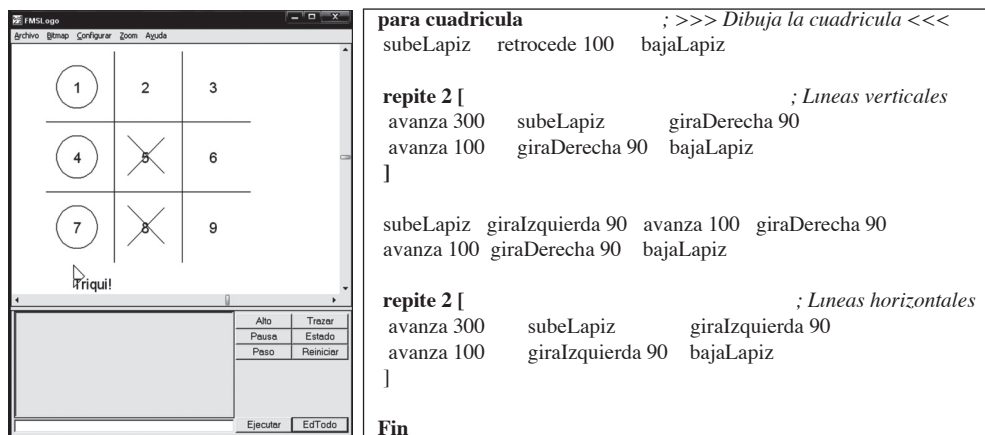 FMSLogo
Archivo Bitmap Configurar Zoom Ayuda
1 2 3
4 5 6
7 8 9
Triqui!
Alto Trazar
Pausa Estado
Paso Reiniciar
Ejecutar EdTodo
para cuadricula ; >>> Dibuja la cuadricula <<<
subeLapiz retrocede 100 bajaLapiz
repite 2 [ ; Lıneas verticales
avanza 300 subeLapiz giraDerecha 90
avanza 100 giraDerecha 90 bajaLapiz
]
subeLapiz giraIzquierda 90 avanza 100 giraDerecha 90
avanza 100 giraDerecha 90 bajaLapiz
repite 2 [ ; Lıneas horizontales
avanza 300 subeLapiz giraIzquierda 90
avanza 100 giraIzquierda 90 bajaLapiz
]
Fin